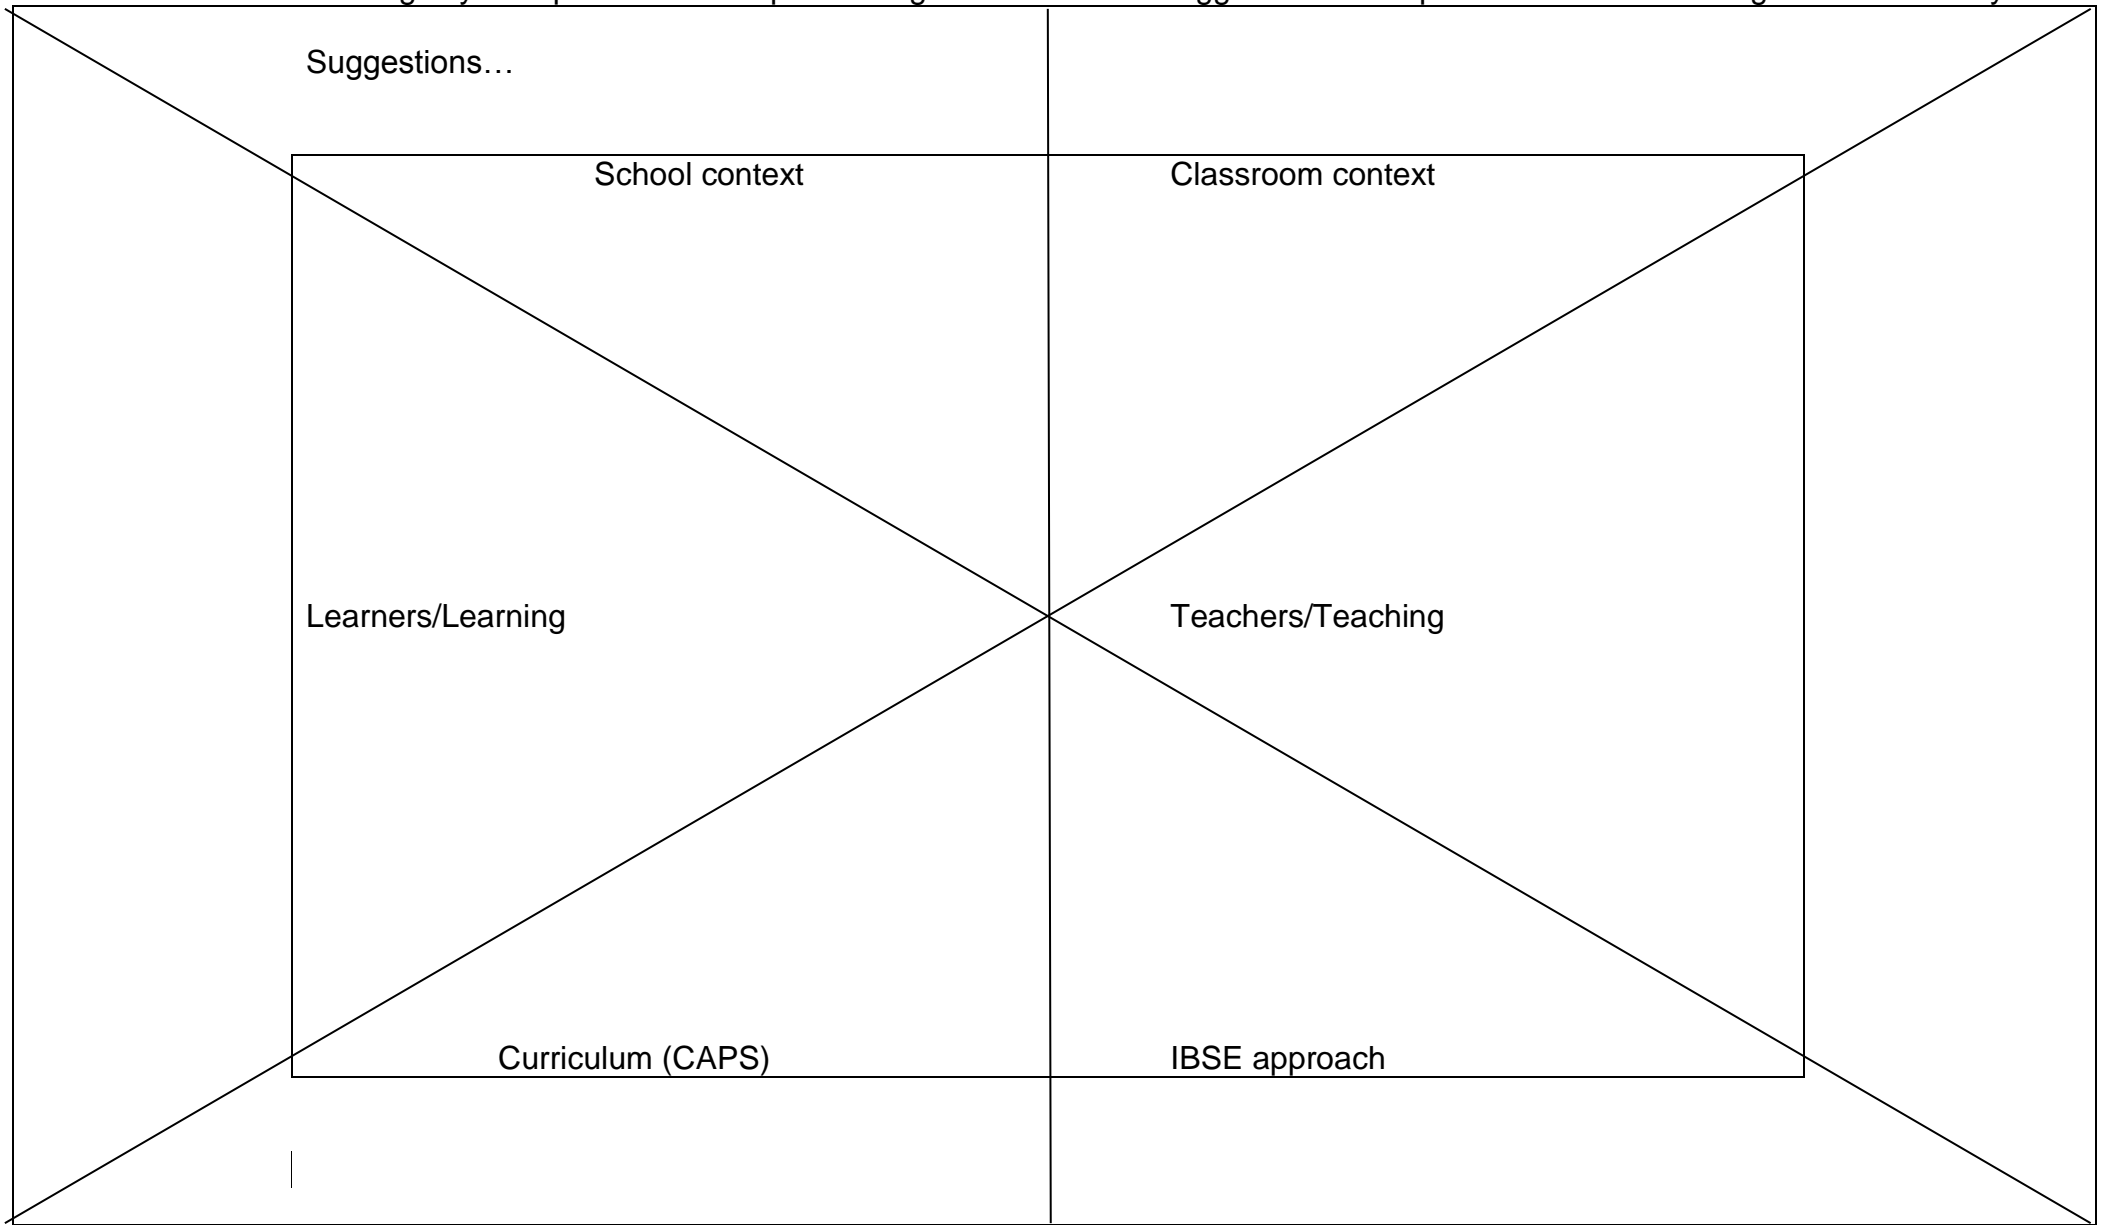 Suggestions…
School context
Classroom context
Learners/Learning
Teachers/Teaching
Curriculum (CAPS)
IBSE approach